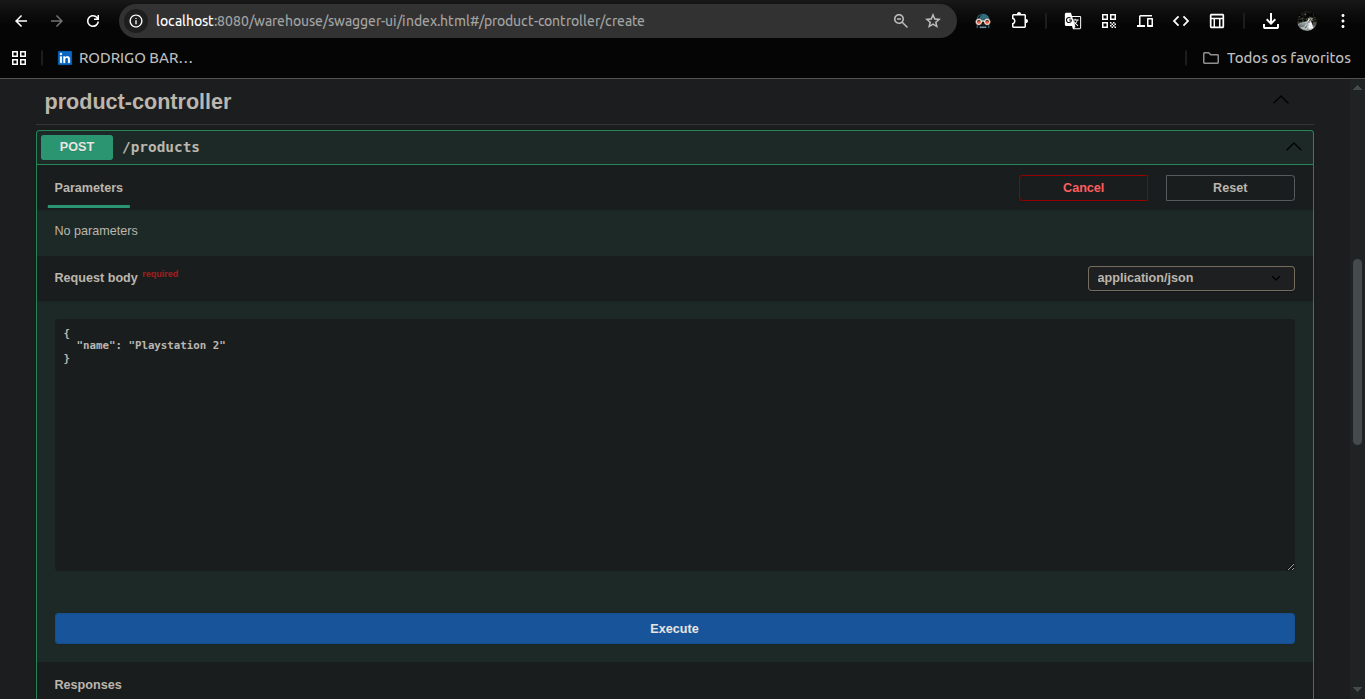 localhost:8080/warehouse/swagger-ui/index.html#/product-controller/create
in RODRIGO BAR...
Todos os favoritos
product-controller
POST /products
Parameters
Cancel
Reset
No parameters
Request body required
application/json
{
"name": "Playstation 2"
}
Execute
Responses